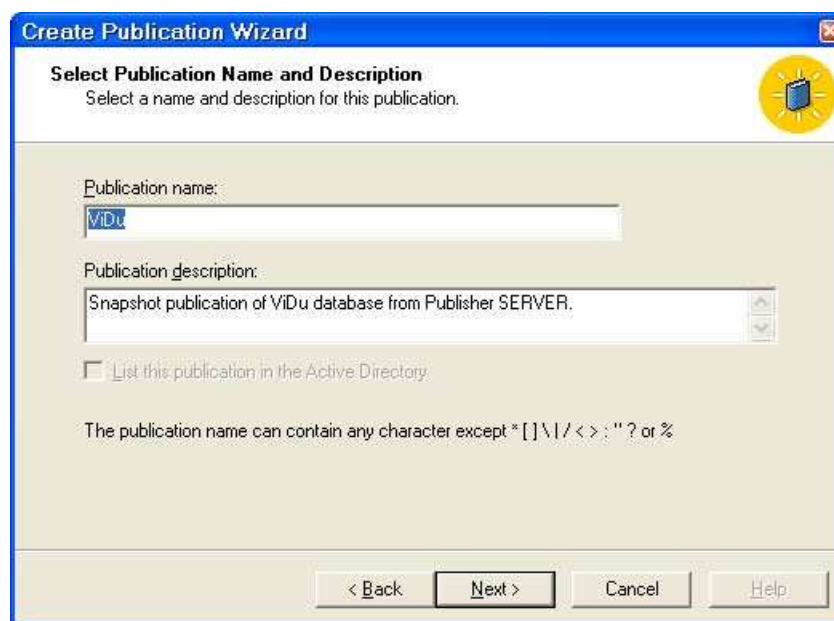 Create Publication Wizard
Select Publication Name and Description
Select a name and description for this publication.
Publication name:
ViDu
Publication description:
Snapshot publication of ViDu database from Publisher SERVER.
List this publication in the Active Directory
The publication name can contain any character except * [ ] \ | / < > : " ? or %
< Back
Next >
Cancel
Help